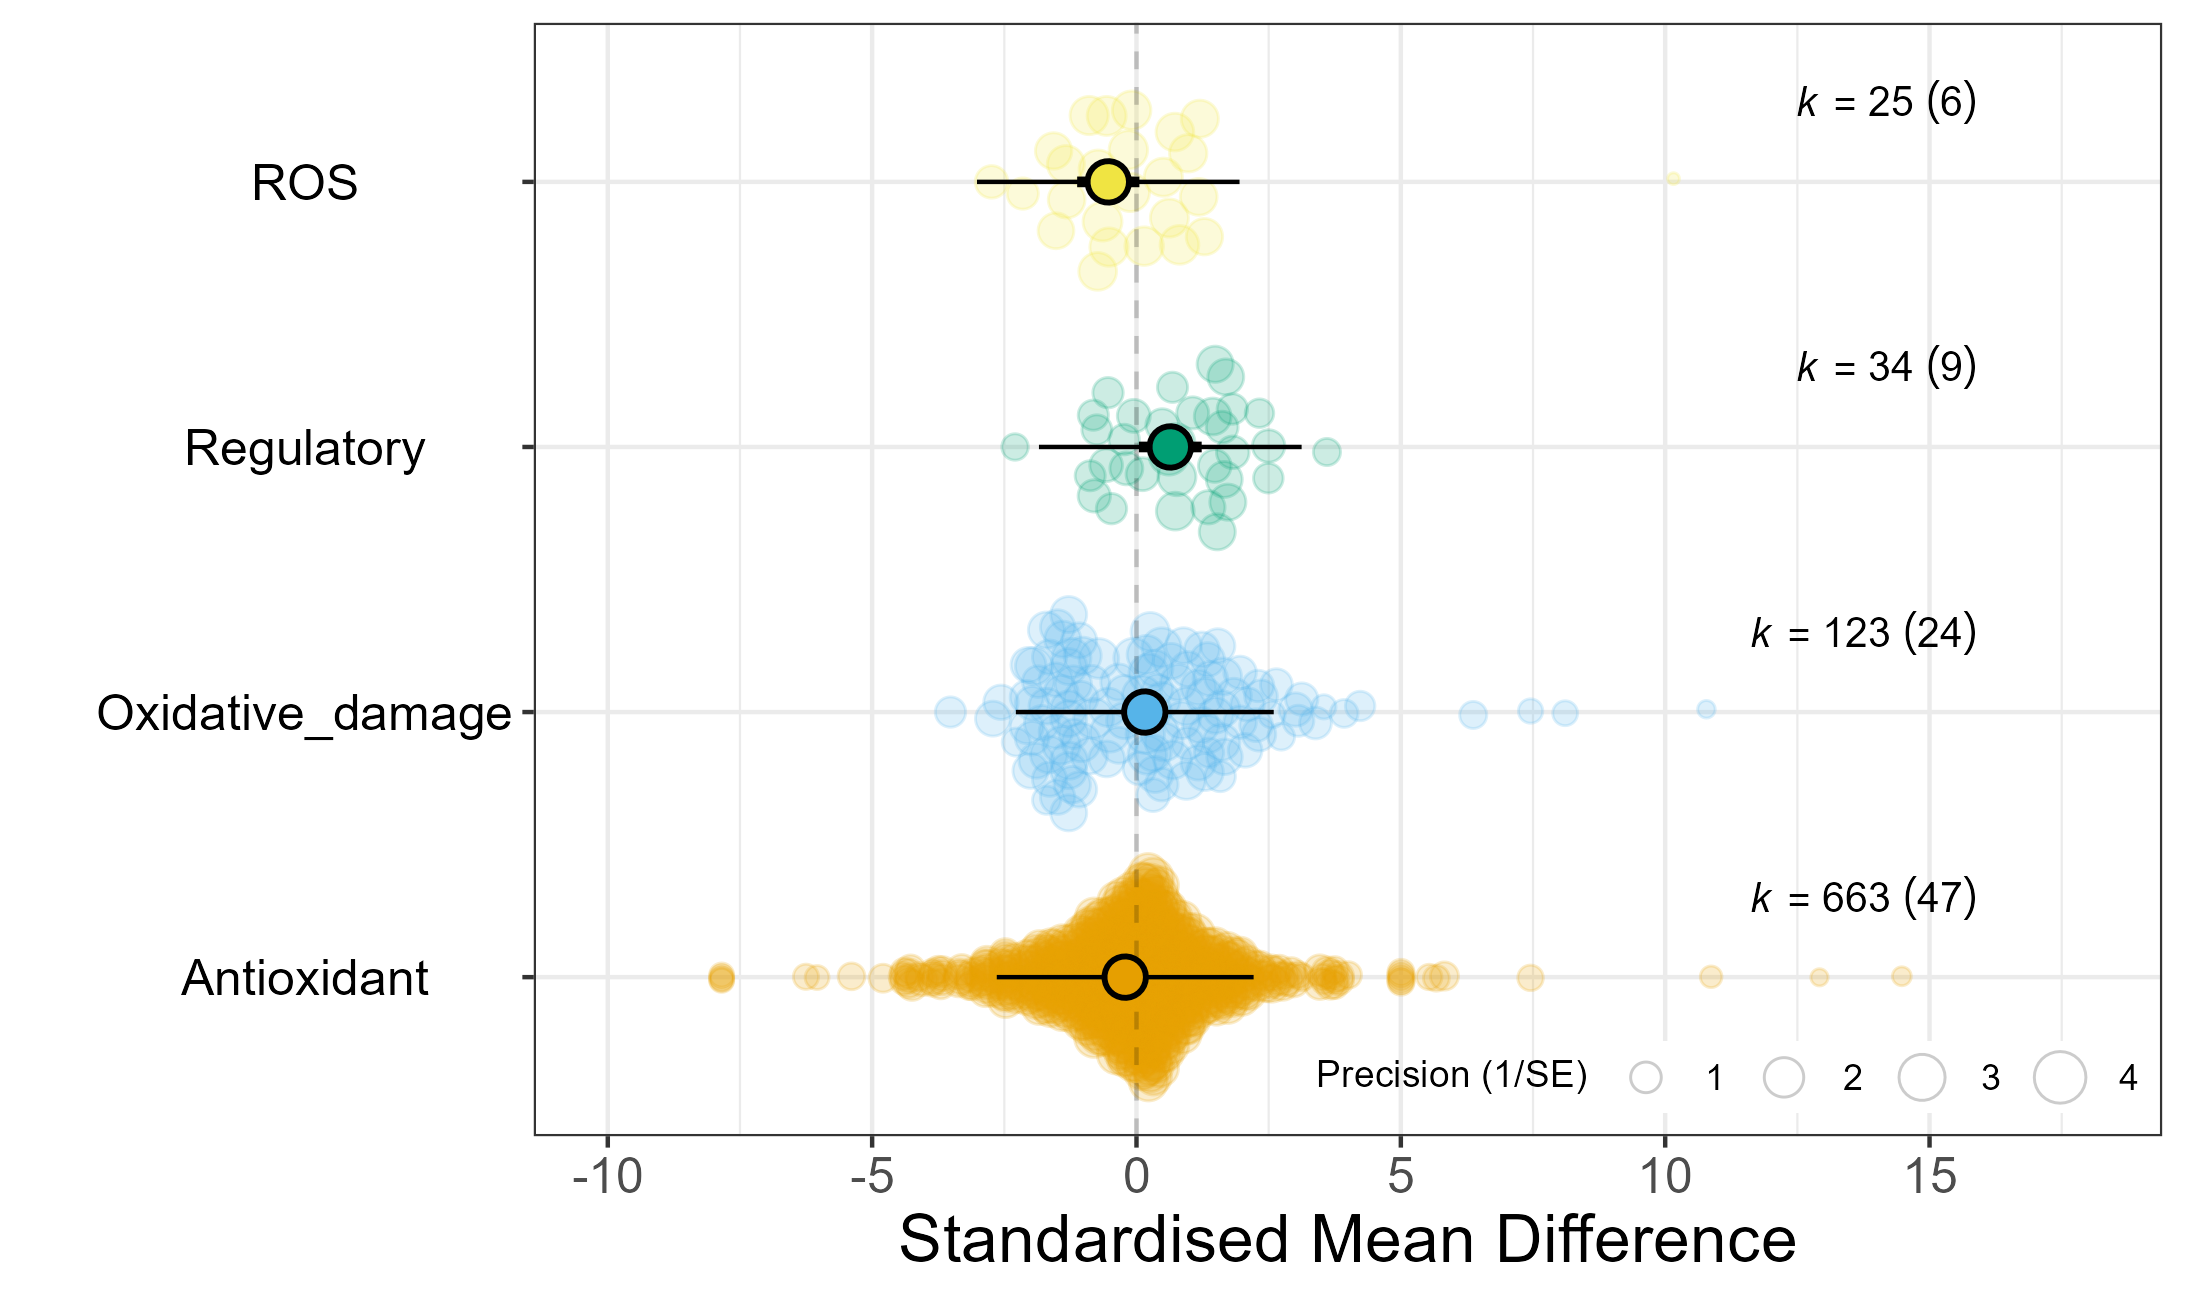 ROS
k = 25 (6)
Regulatory
k = 34 (9)
Oxidative_damage
k = 123 (24)
Antioxidant
k = 663 (47)
Precision (1/SE) 1 2 3 4
-10 -5 0 5 10 15
Standardised Mean Difference